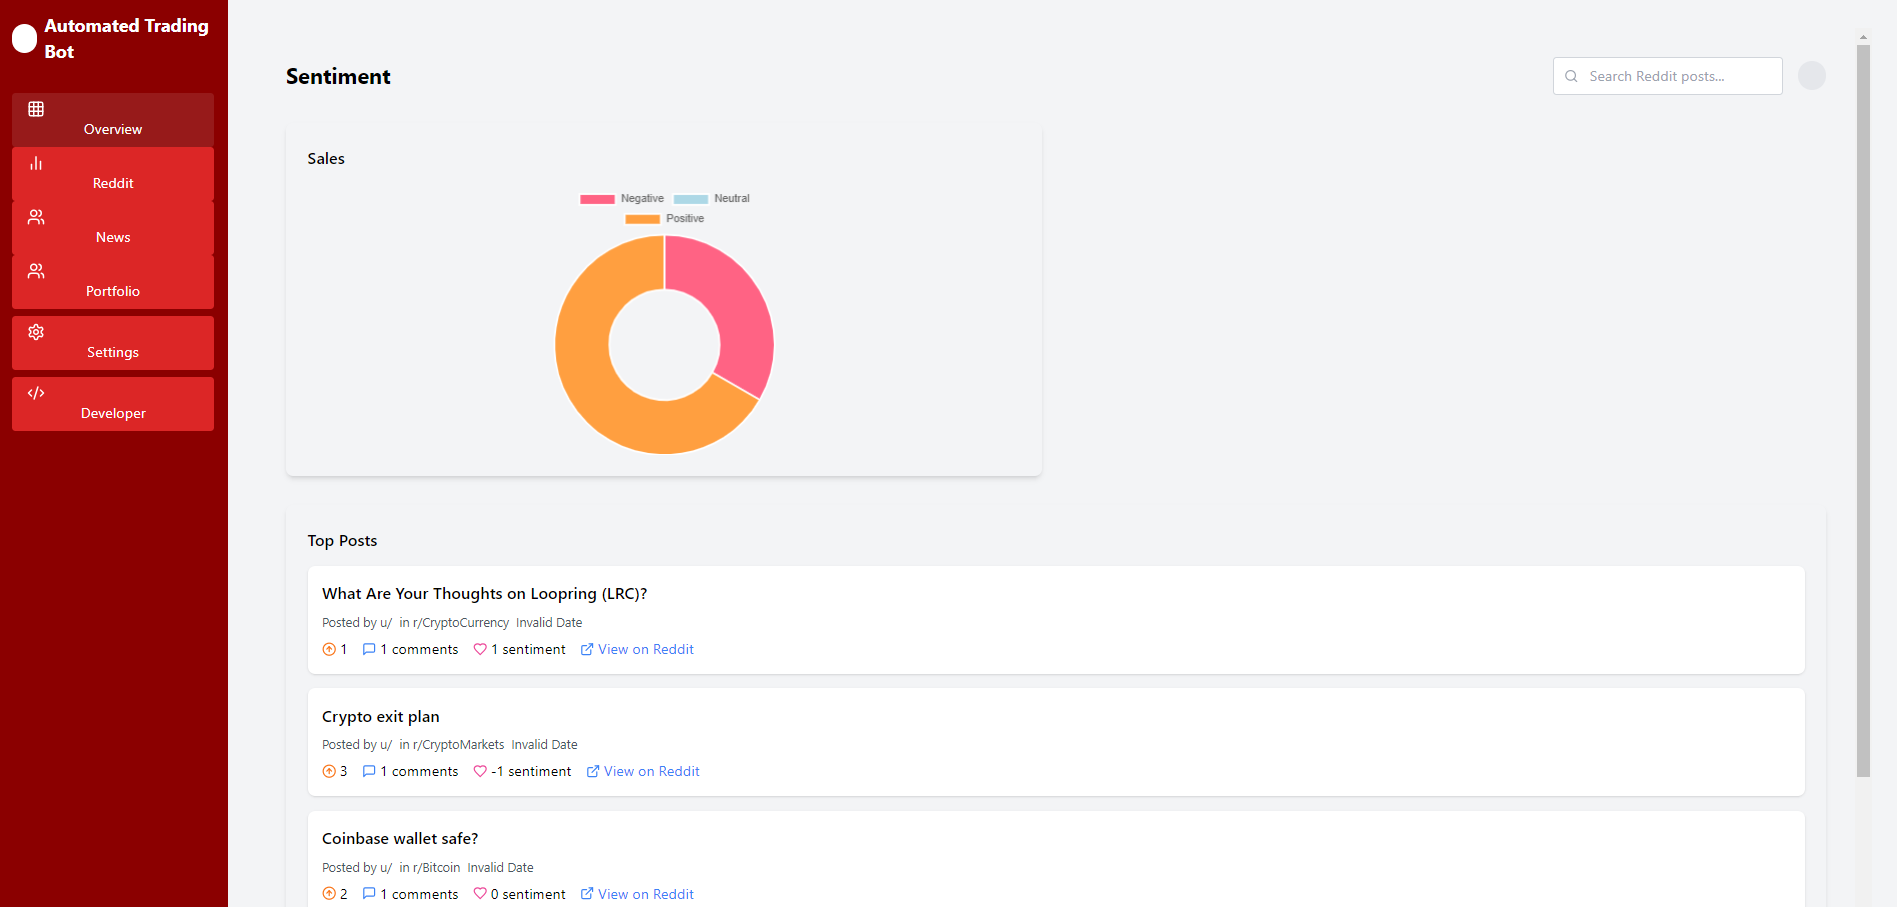 Automated Trading
Bot
Overview
Reddit
News
Portfolio
Settings
Developer
Sentiment
Search Reddit posts...
Sales
Negative Neutral
Positive
Top Posts
What Are Your Thoughts on Loopring (LRC)?
Posted by u/ in r/CryptoCurrency Invalid Date
1 1 comments 1 sentiment View on Reddit
Crypto exit plan
Posted by u/ in r/CryptoMarkets Invalid Date
3 1 comments -1 sentiment View on Reddit
Coinbase wallet safe?
Posted by u/ in r/Bitcoin Invalid Date
2 1 comments 0 sentiment View on Reddit